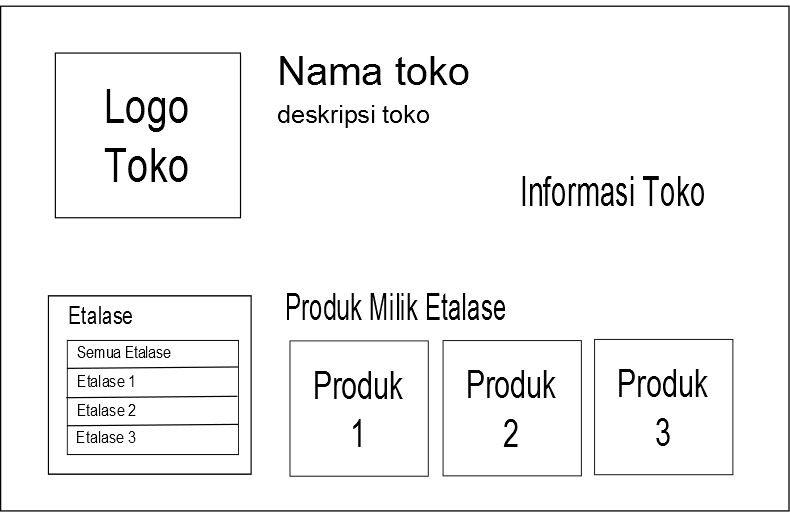 Logo
Toko
Nama toko
deskripsi toko
Informasi Toko
Etalase
Semua Etalase
Etalase 1
Etalase 2
Etalase 3
Produk Milik Etalase
Produk
1
Produk
2
Produk
3